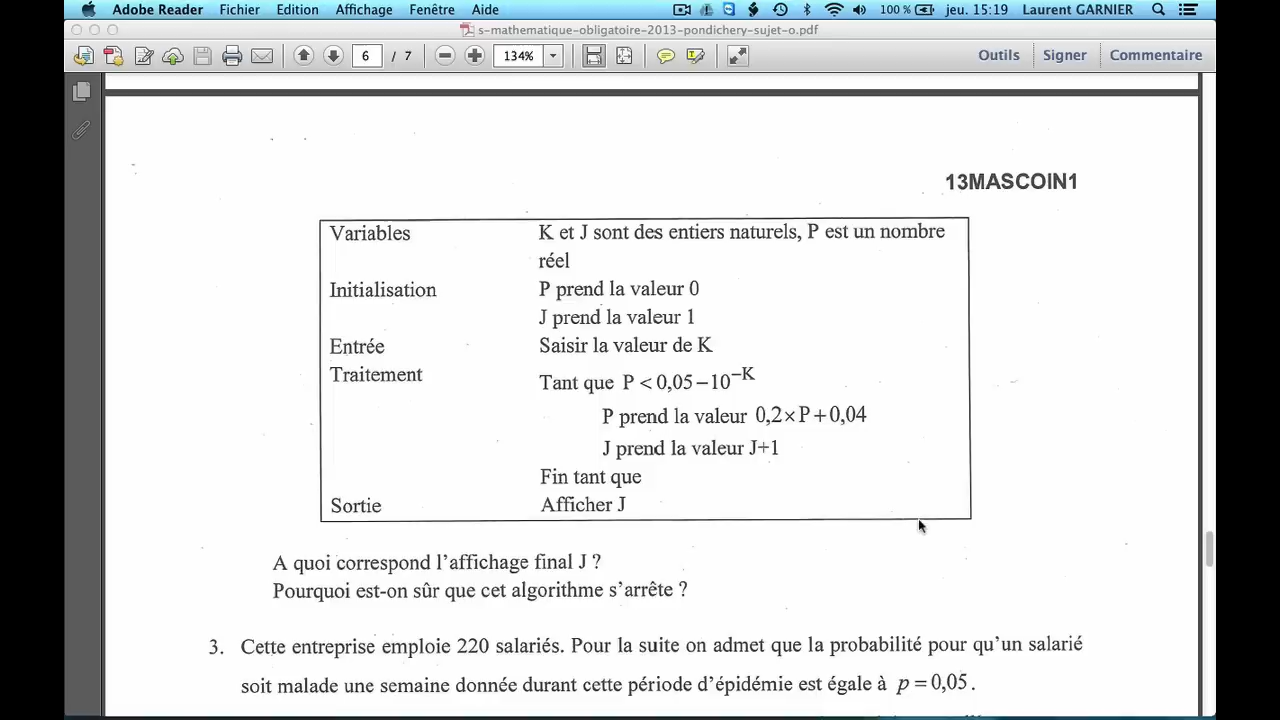 Adobe Reader Fichier Edition Affichage Fenêtre Aide 100 % jeu. 15:19 Laurent GARNIER
s-mathematique-obligatoire-2013-pondichery-sujet-o.pdf
6 / 7 134% Outils Signer Commentaire
13MASCOIN1
Variables K et J sont des entiers naturels, P est un nombre
réel
Initialisation P prend la valeur 0
J prend la valeur 1
Entrée Saisir la valeur de K
Traitement Tant que P < 0,05 − 10^−K
P prend la valeur 0,2 × P + 0,04
J prend la valeur J+1
Fin tant que
Sortie Afficher J
A quoi correspond l’affichage final J ?
Pourquoi est-on sûr que cet algorithme s’arrête ?
3. Cette entreprise emploie 220 salariés. Pour la suite on admet que la probabilité pour qu’un salarié
soit malade une semaine donnée durant cette période d’épidémie est égale à p = 0,05 .